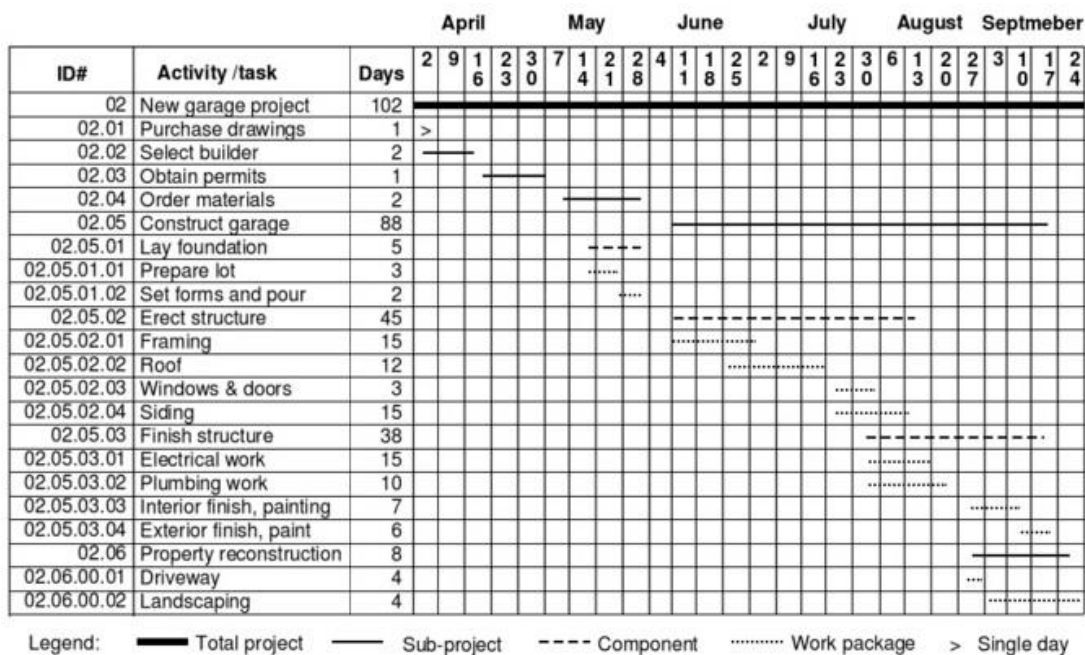 April May June July August Septmeber
ID# Activity /task Days 2 9 16 23 30 7 14 21 28 4 11 18 25 2 9 16 23 30 6 13 20 27 3 10 17 24
02 New garage project 102
02.01 Purchase drawings 1 >
02.02 Select builder 2
02.03 Obtain permits 1
02.04 Order materials 2
02.05 Construct garage 88
02.05.01 Lay foundation 5
02.05.01.01 Prepare lot 3
02.05.01.02 Set forms and pour 2
02.05.02 Erect structure 45
02.05.02.01 Framing 15
02.05.02.02 Roof 12
02.05.02.03 Windows & doors 3
02.05.02.04 Siding 15
02.05.03 Finish structure 38
02.05.03.01 Electrical work 15
02.05.03.02 Plumbing work 10
02.05.03.03 Interior finish, painting 7
02.05.03.04 Exterior finish, paint 6
02.06 Property reconstruction 8
02.06.00.01 Driveway 4
02.06.00.02 Landscaping 4
Legend: Total project Sub-project Component Work package > Single day